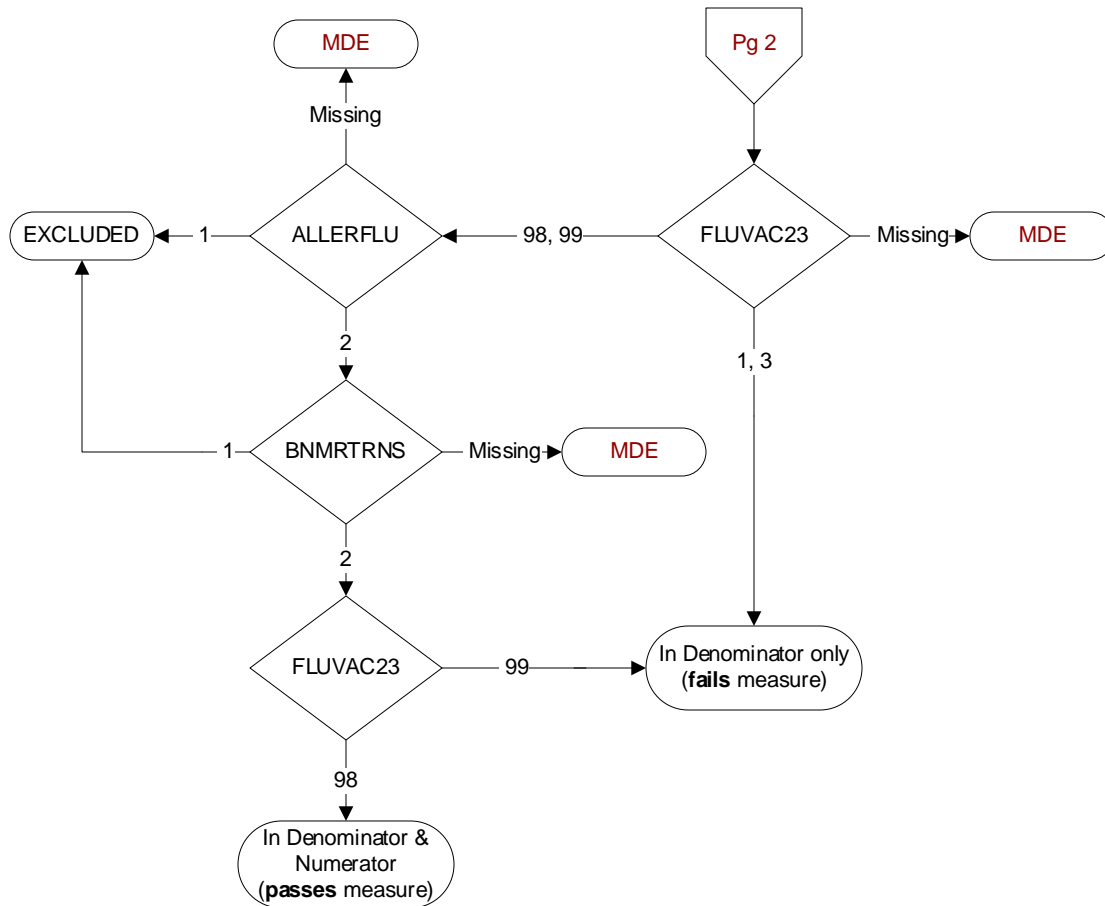 MDE
Pg 2
Missing
EXCLUDED
1
ALLERFLU
98, 99
FLUVAC23
Missing
MDE
2
1, 3
1
BNMRTRNS
Missing
MDE
2
FLUVAC23
99
In Denominator only
(fails measure)
98
In Denominator &
Numerator
(passes measure)